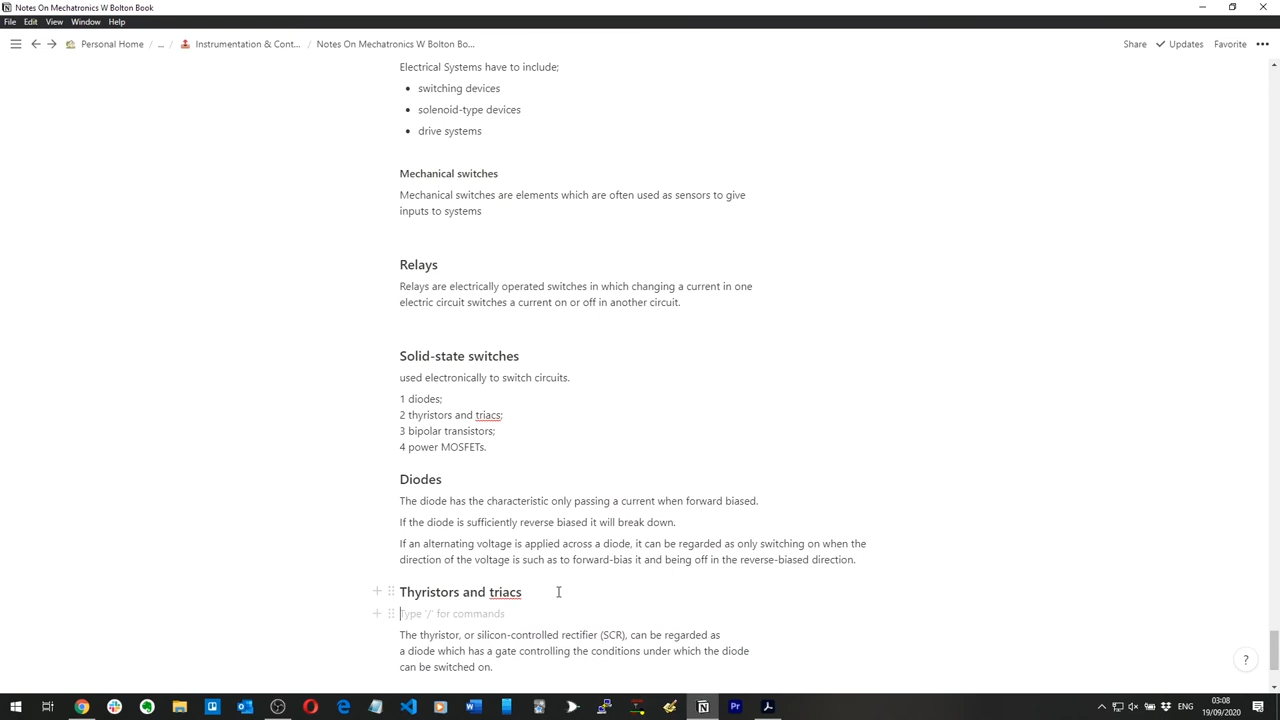 Notes On Mechatronics W Bolton Book
File Edit View Window Help
Personal Home / ... / Instrumentation & Cont... / Notes On Mechatronics W Bolton Bo... Share Updates Favorite
Electrical Systems have to include;
switching devices
solenoid-type devices
drive systems
Mechanical switches
Mechanical switches are elements which are often used as sensors to give
inputs to systems
Relays
Relays are electrically operated switches in which changing a current in one
electric circuit switches a current on or off in another circuit.
Solid-state switches
used electronically to switch circuits.
1 diodes;
2 thyristors and triacs;
3 bipolar transistors;
4 power MOSFETs.
Diodes
The diode has the characteristic only passing a current when forward biased.
If the diode is sufficiently reverse biased it will break down.
If an alternating voltage is applied across a diode, it can be regarded as only switching on when the
direction of the voltage is such as to forward-bias it and being off in the reverse-biased direction.
Thyristors and triacs
Type '/' for commands
The thyristor, or silicon-controlled rectifier (SCR), can be regarded as
a diode which has a gate controlling the conditions under which the diode
can be switched on.
?
ENG
03:08
19/09/2020